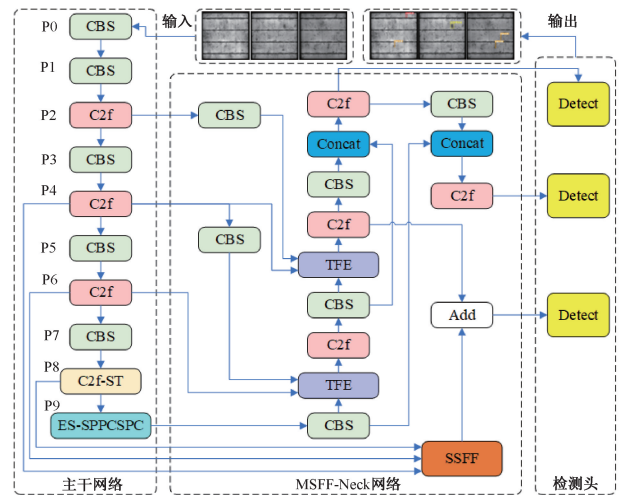 P0
CBS
输入
输出
P1
CBS
P2
C2f
CBS
C2f
CBS
Detect
P3
CBS
Concat
Concat
P4
C2f
CBS
CBS
C2f
Detect
P5
CBS
C2f
TFE
P6
C2f
CBS
Add
Detect
P7
CBS
C2f
P8
C2f-ST
TFE
P9
ES-SPPCSPC
CBS
SSFF
主干网络
MSFF-Neck网络
检测头